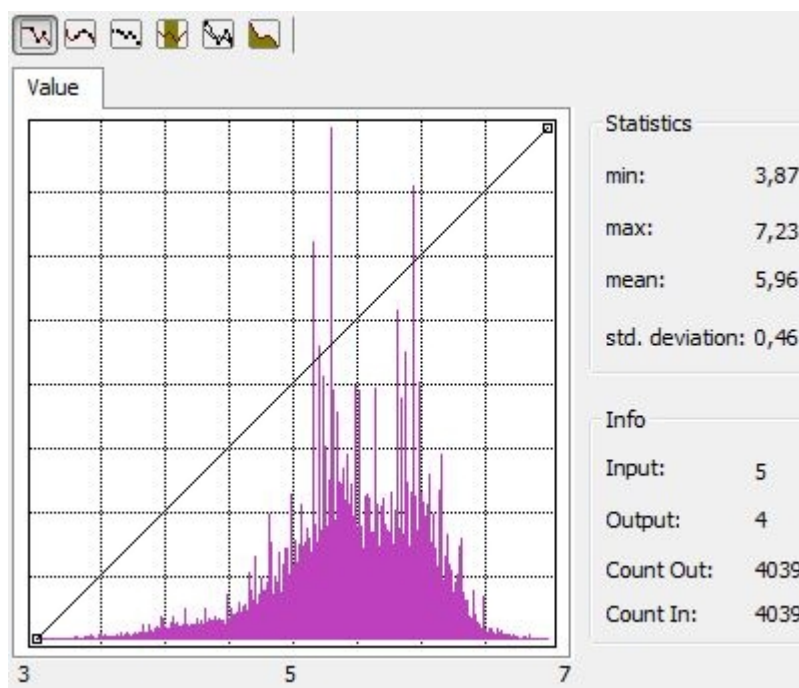 Value
Statistics
min: 3,87
max: 7,23
mean: 5,96
std. deviation: 0,46
Info
Input: 5
Output: 4
Count Out: 4039
Count In: 4039
3 5 7